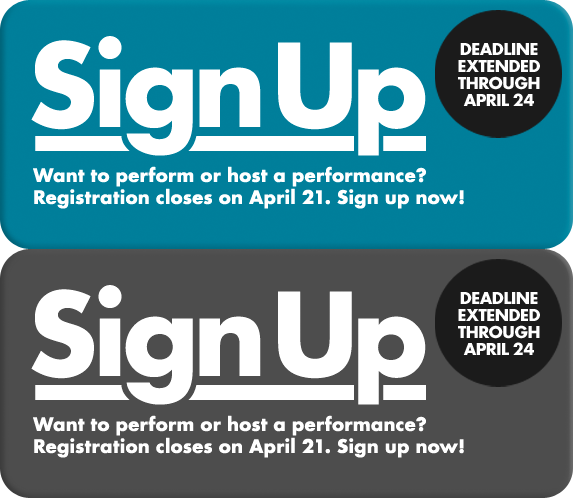 Sign Up
DEADLINE
EXTENDED
THROUGH
APRIL 24
Want to perform or host a performance?
Registration closes on April 21. Sign up now!
Sign Up
DEADLINE
EXTENDED
THROUGH
APRIL 24
Want to perform or host a performance?
Registration closes on April 21. Sign up now!